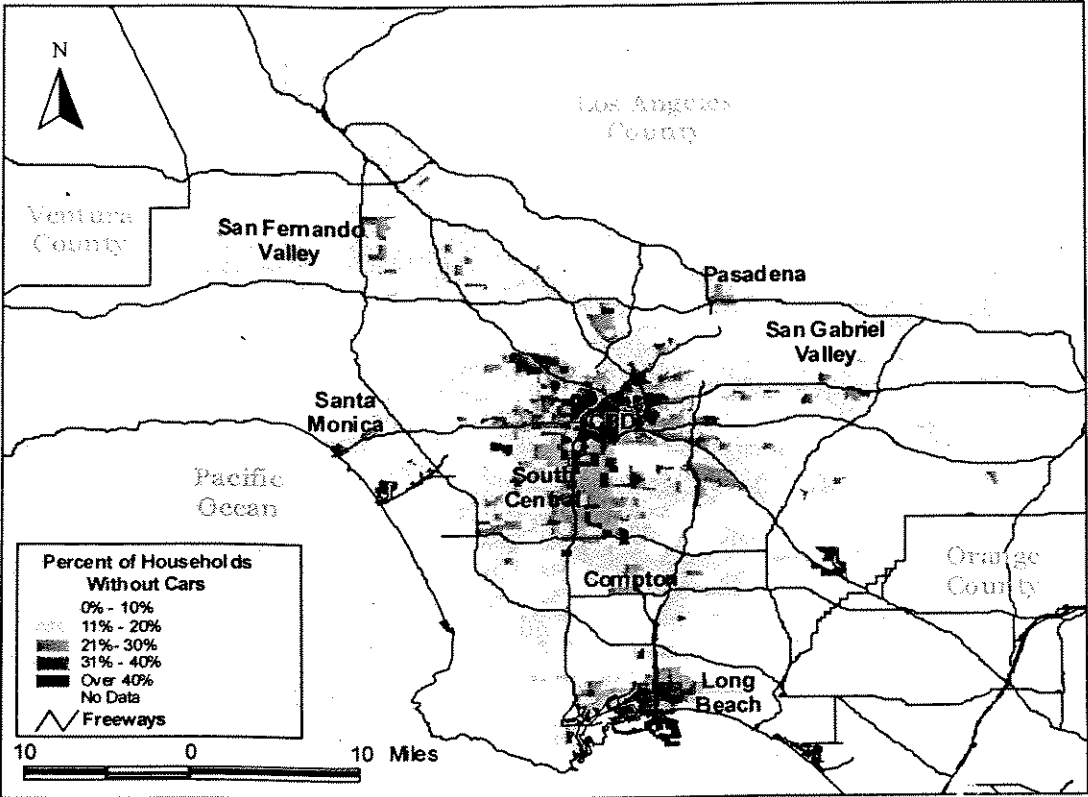 N
Los Angeles
County
Ventura
County
San Fernando
Valley
Pasadena
San Gabriel
Valley
Santa
Monica
CBD
Pacific
Ocean
South
Central
Orange
County
Compton
Long
Beach
Percent of Households
Without Cars
0% - 10%
11% - 20%
21% - 30%
31% - 40%
Over 40%
No Data
Freeways
10 0 10 Miles